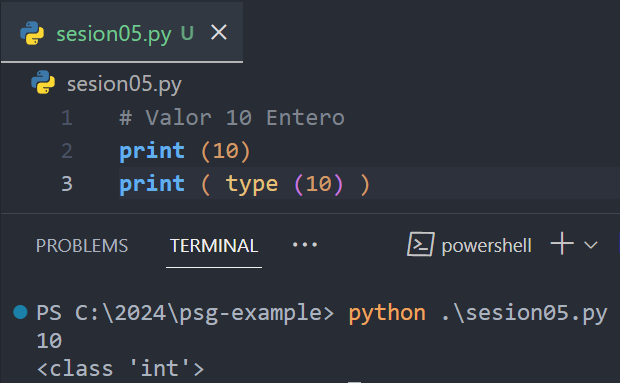 sesion05.py U ×
sesion05.py
1 # Valor 10 Entero
2 print (10)
3 print ( type (10) )
PROBLEMS TERMINAL ··· powershell
PS C:\2024\psg-example> python .\sesion05.py
10
<class 'int'>